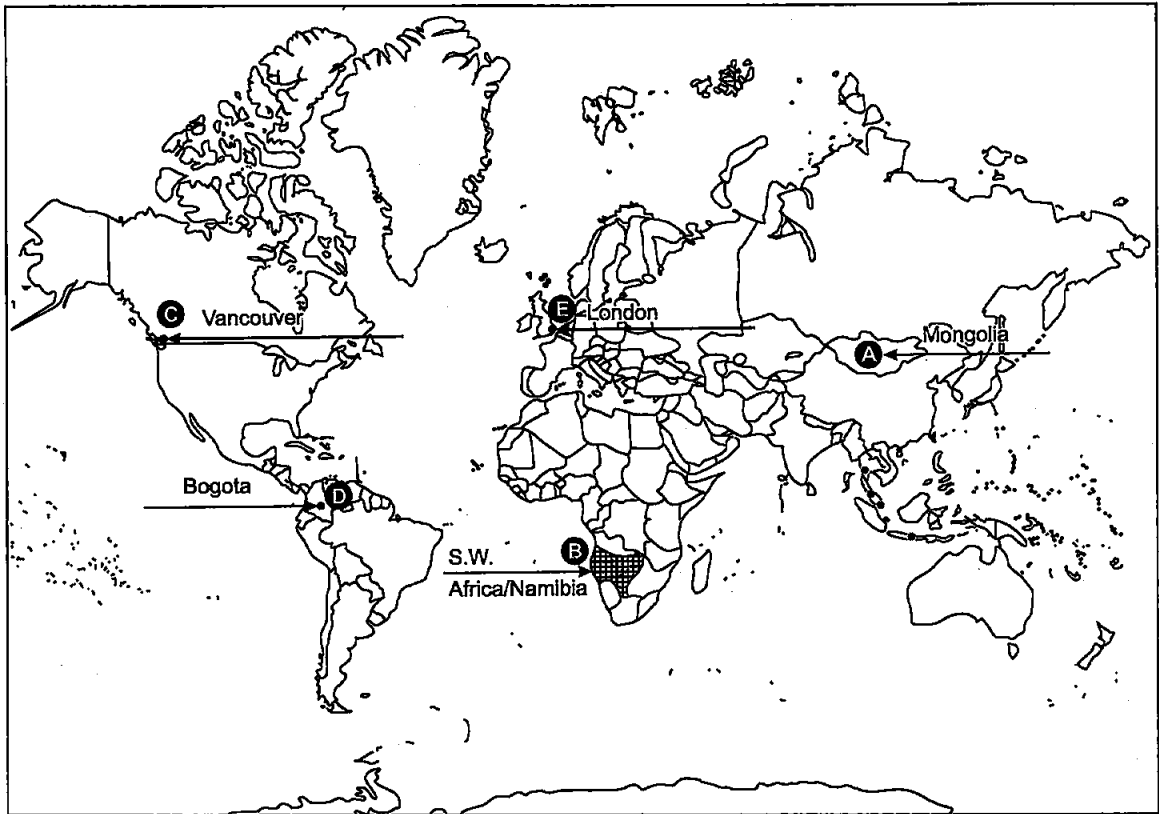 C
Vancouver
E
London
Mongolia
A
Bogota
D
B
S.W.
Africa/Namibia